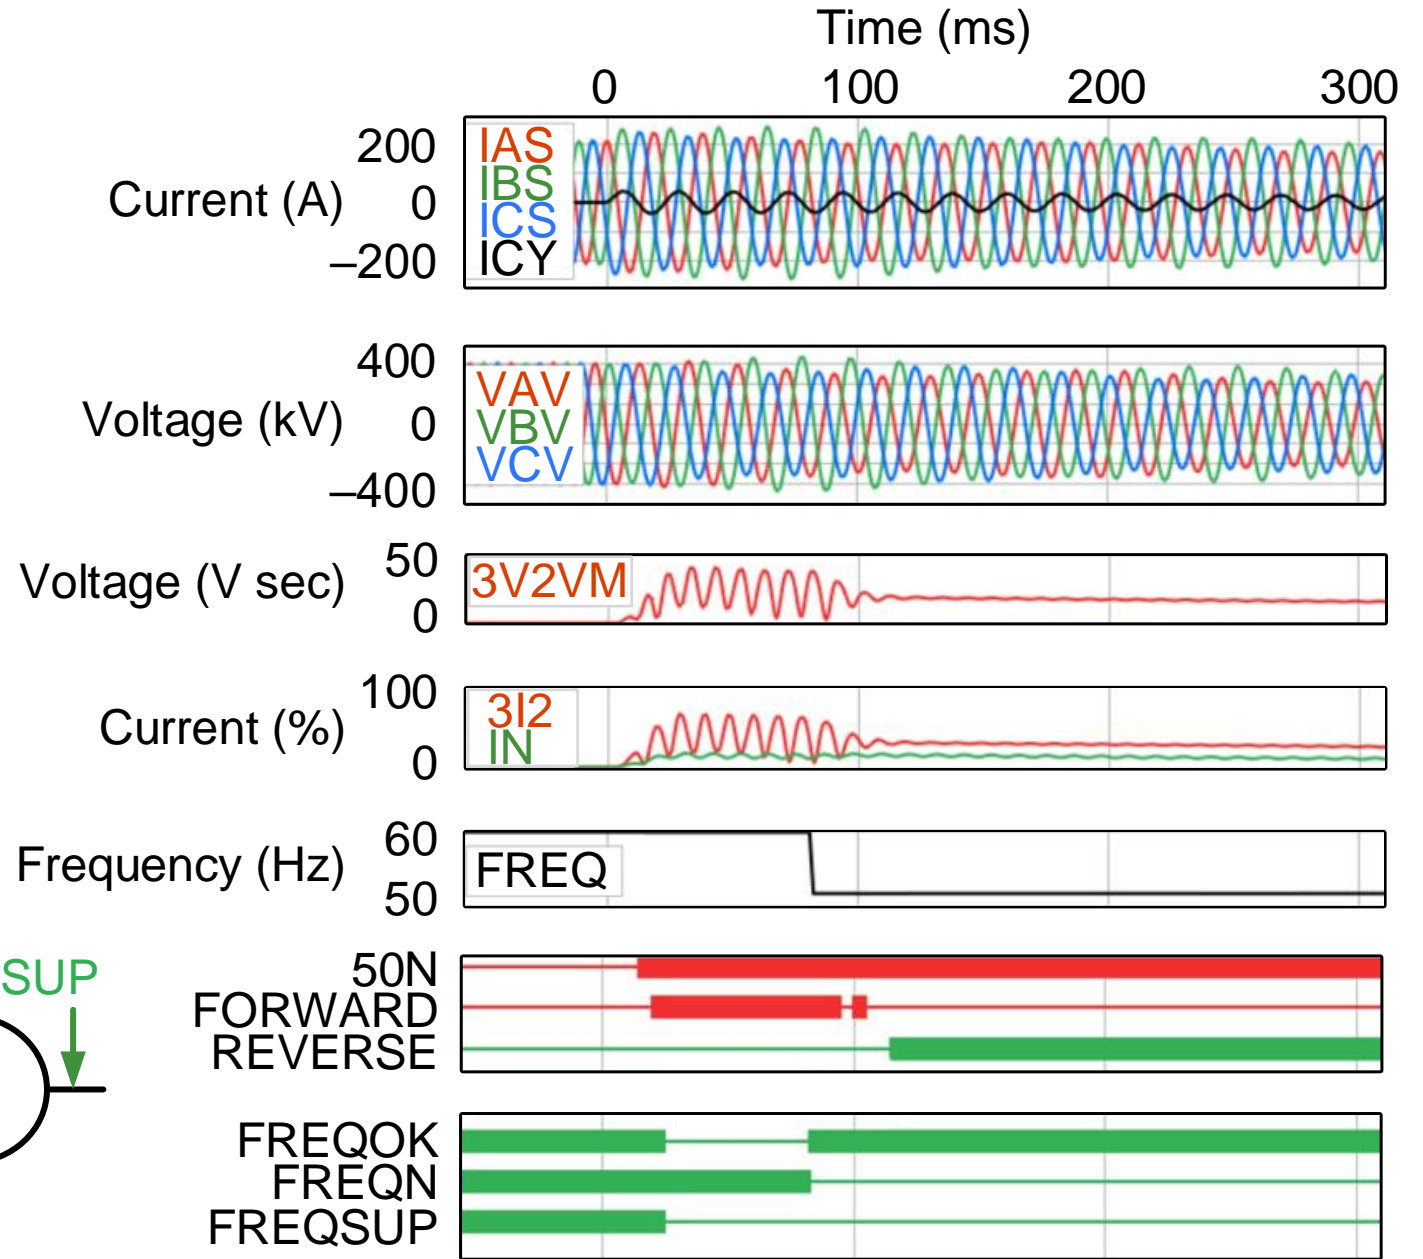 Time (ms)
0 100 200 300
Current (A)
200
0
–200
IAS
IBS
ICS
ICY
Voltage (kV)
400
0
–400
VAV
VBV
VCV
Voltage (V sec)
50
0
3V2VM
Current (%)
100
0
3I2
IN
Frequency (Hz)
60
50
FREQ
SUP
50N
FORWARD
REVERSE
FREQOK
FREQN
FREQSUP